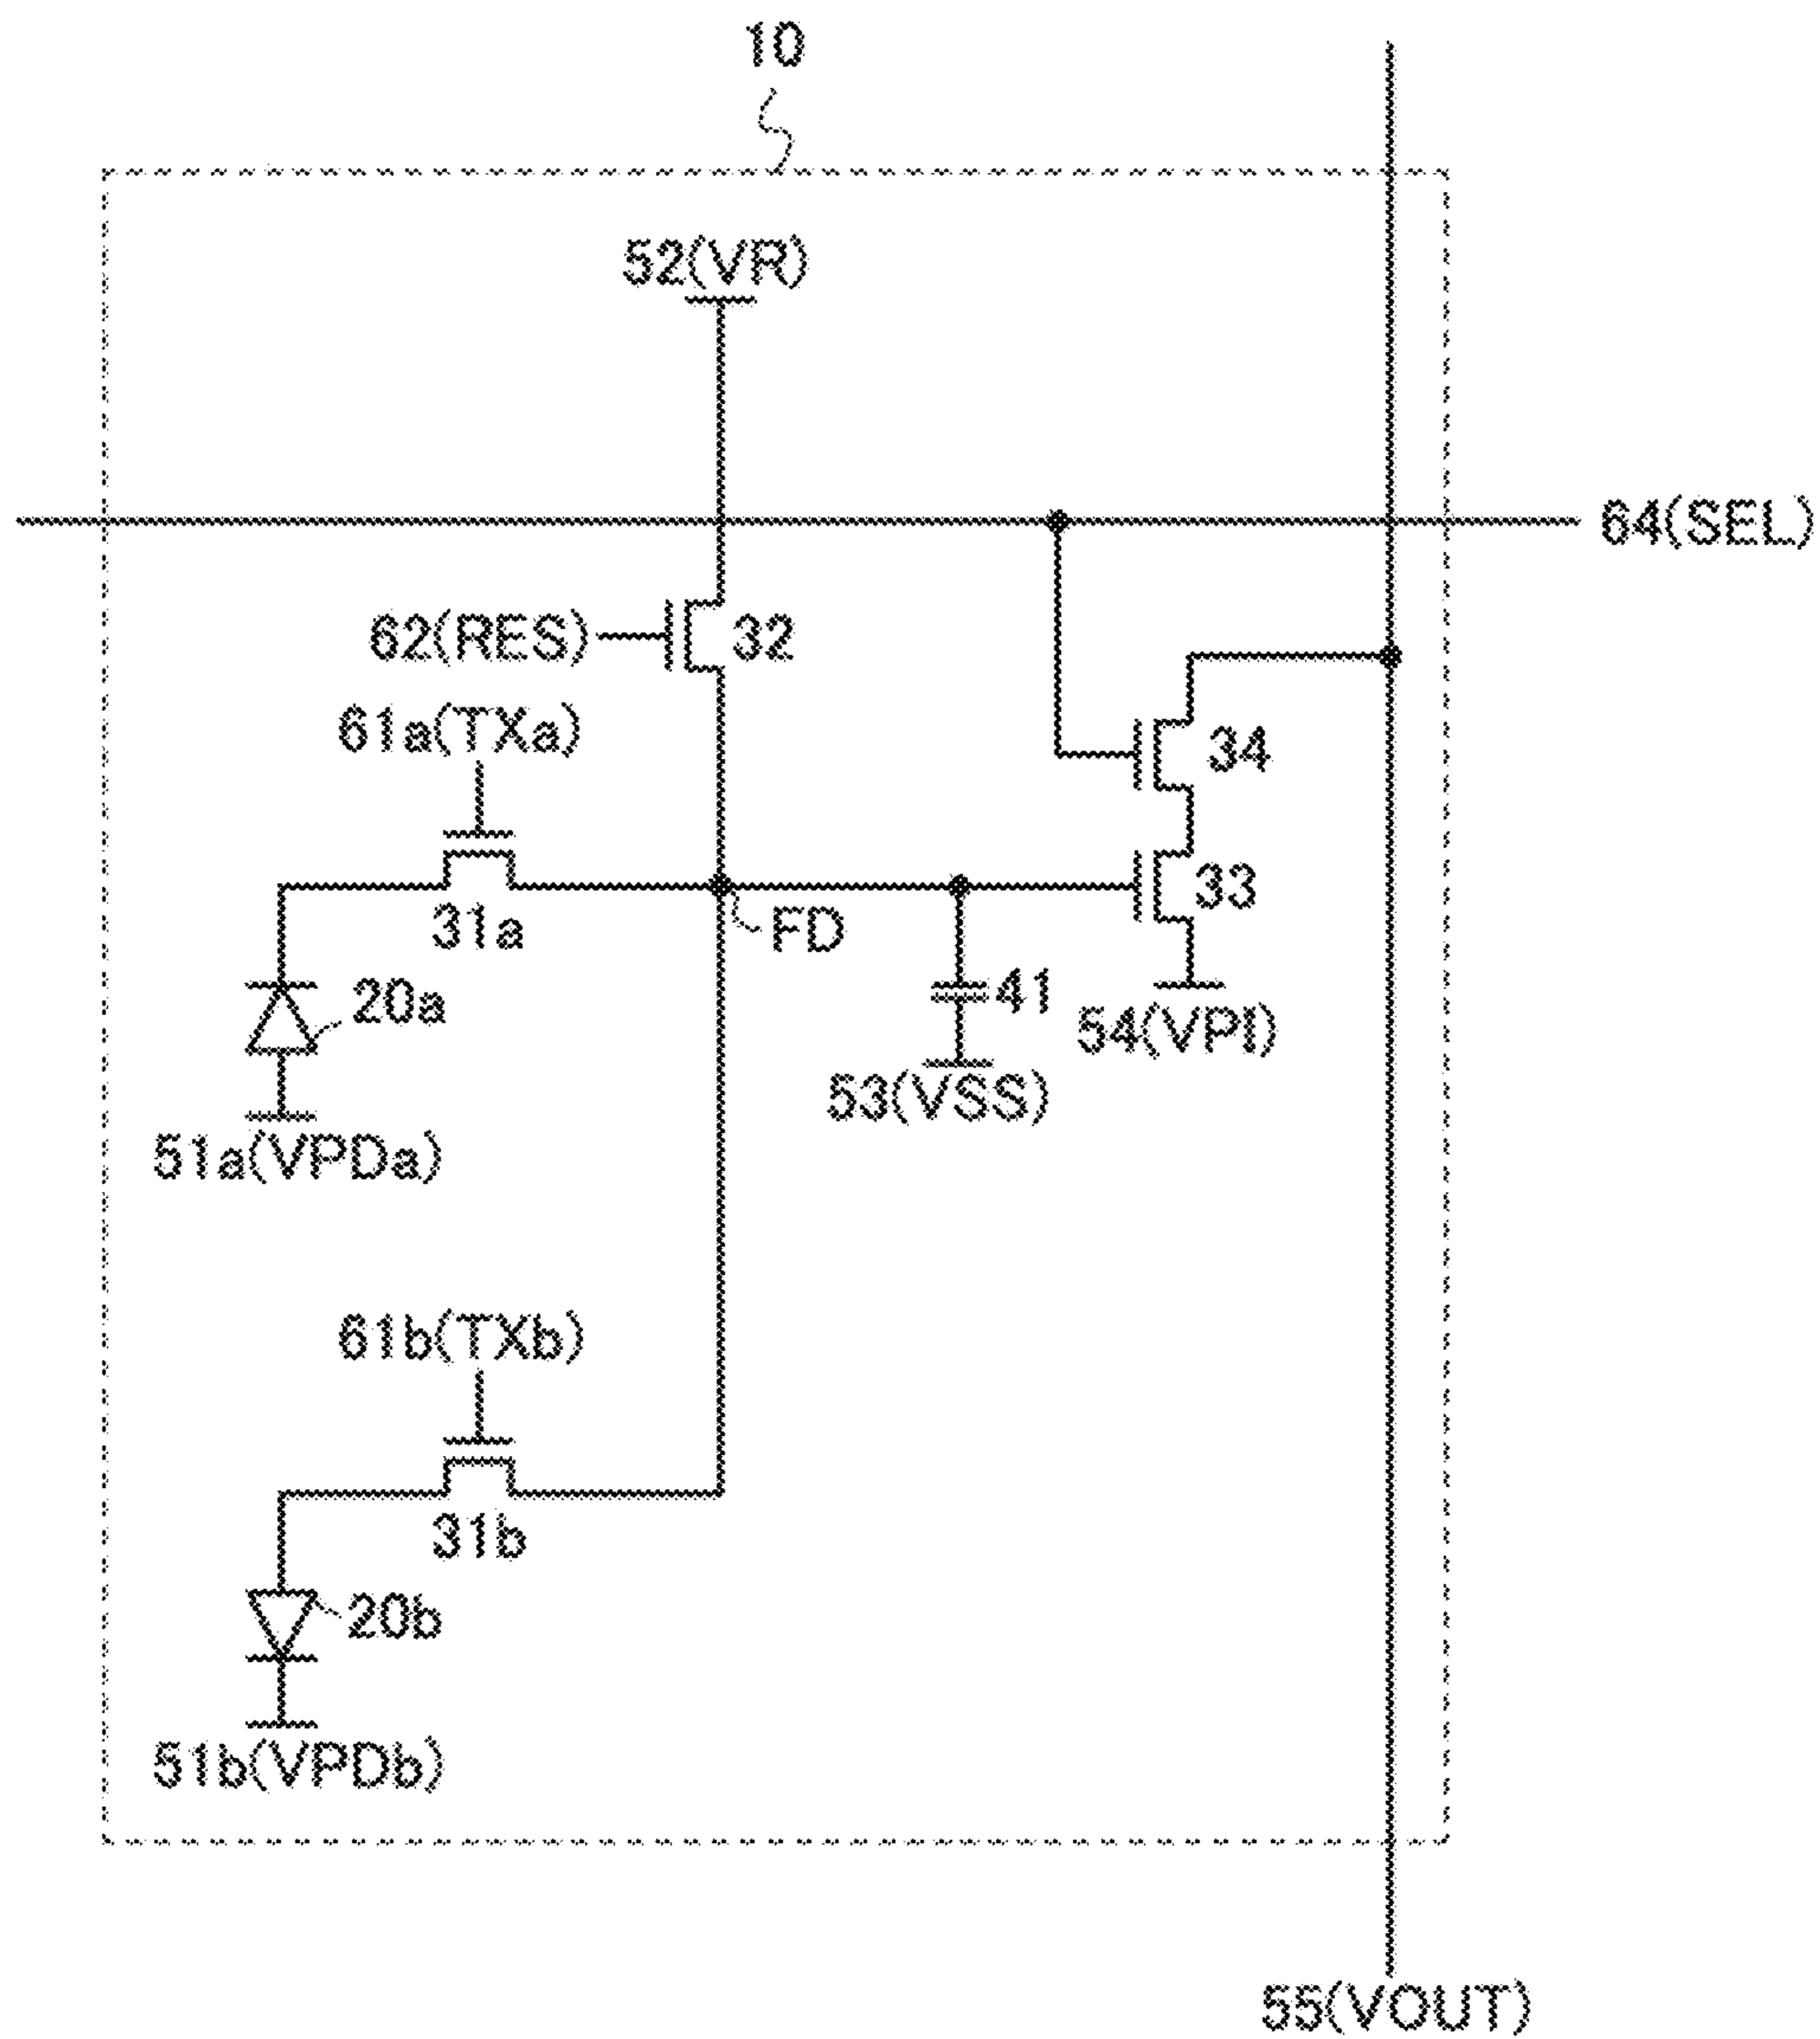 10
52(VR)
64(SEL)
62(RES)
32
61a(TXa)
34
33
31a
FD
20a
41
54(VPI)
53(VSS)
51a(VPDa)
61b(TXb)
31b
20b
51b(VPDb)
55(VOUT)